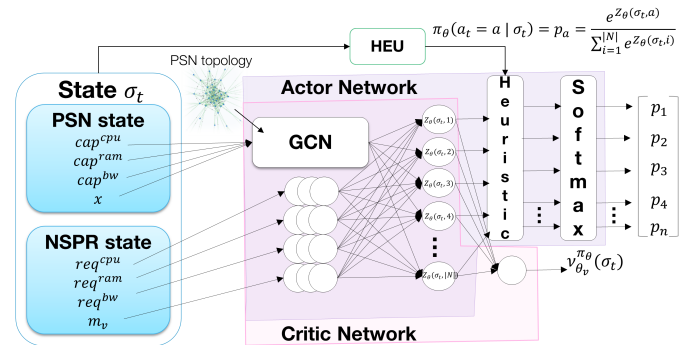 π_θ(a_t = a | σ_t) = p_a = e^{Z_θ(σ_t,a)} / ∑_{i=1}^{|N|} e^{Z_θ(σ_t,i)}
HEU
PSN topology
State σ_t
Actor Network
PSN state
cap^{cpu}
cap^{ram}
cap^{bw}
x
GCN
Z_θ(σ_t, 1)
Z_θ(σ_t, 2)
Z_θ(σ_t, 3)
Z_θ(σ_t, 4)
⋮
Z_θ(σ_t, |N|)
Heuristic
⋮
Softmax
⋮
p_1
p_2
p_3
p_4
p_n
NSPR state
req^{cpu}
req^{ram}
req^{bw}
m_v
ν_{θ_v}^{π_θ}(σ_t)
Critic Network